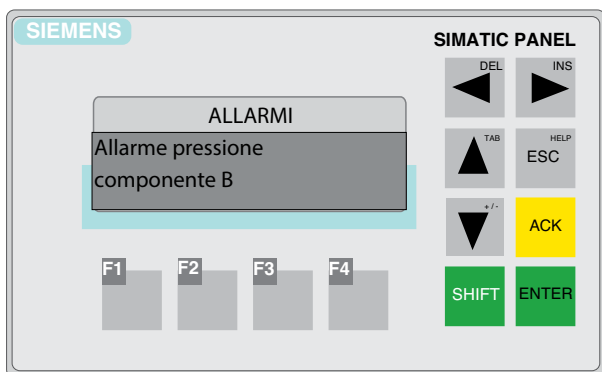 SIEMENS
SIMATIC PANEL
DEL
INS
ALLARMI
Allarme pressione
componente B
TAB
HELP
ESC
+ / -
ACK
F1 F2 F3 F4
SHIFT ENTER